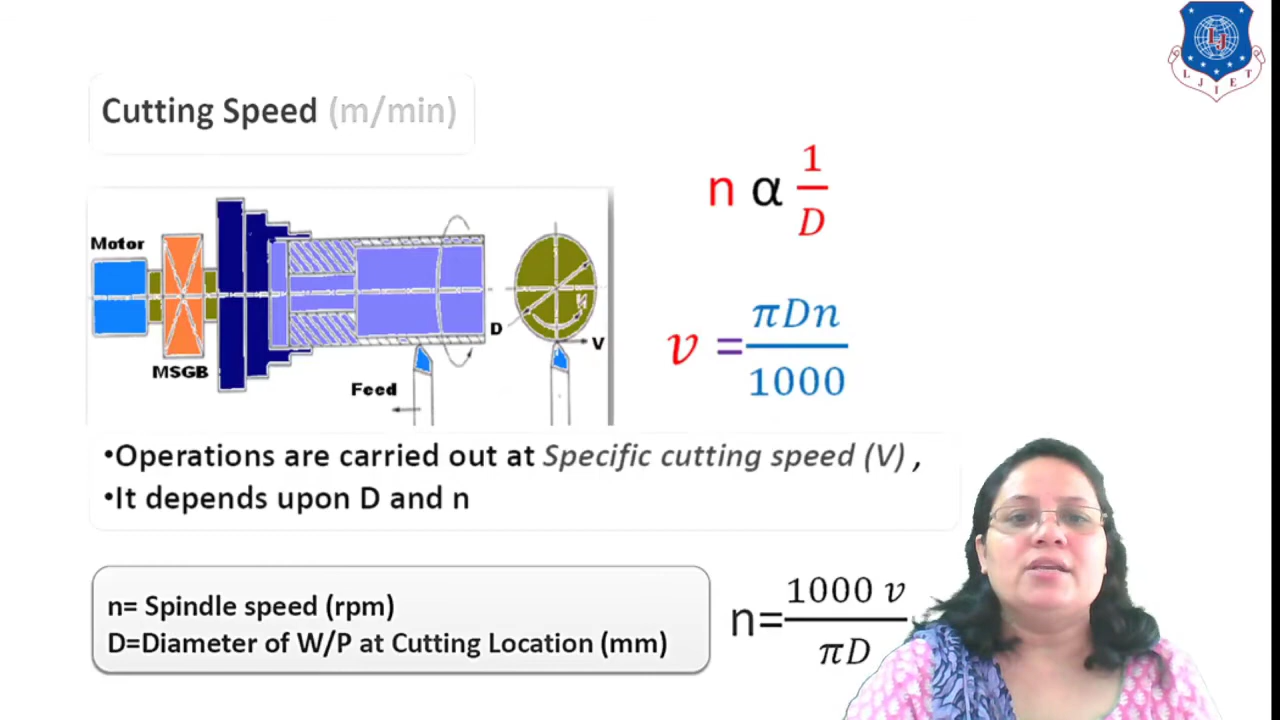 LJIET
Cutting Speed (m/min)
n α 1/D
Motor
MSGB
Feed
D
V
v = πDn/1000
•Operations are carried out at Specific cutting speed (V) ,
•It depends upon D and n
n= Spindle speed (rpm)
D=Diameter of W/P at Cutting Location (mm)
n= 1000 v/πD